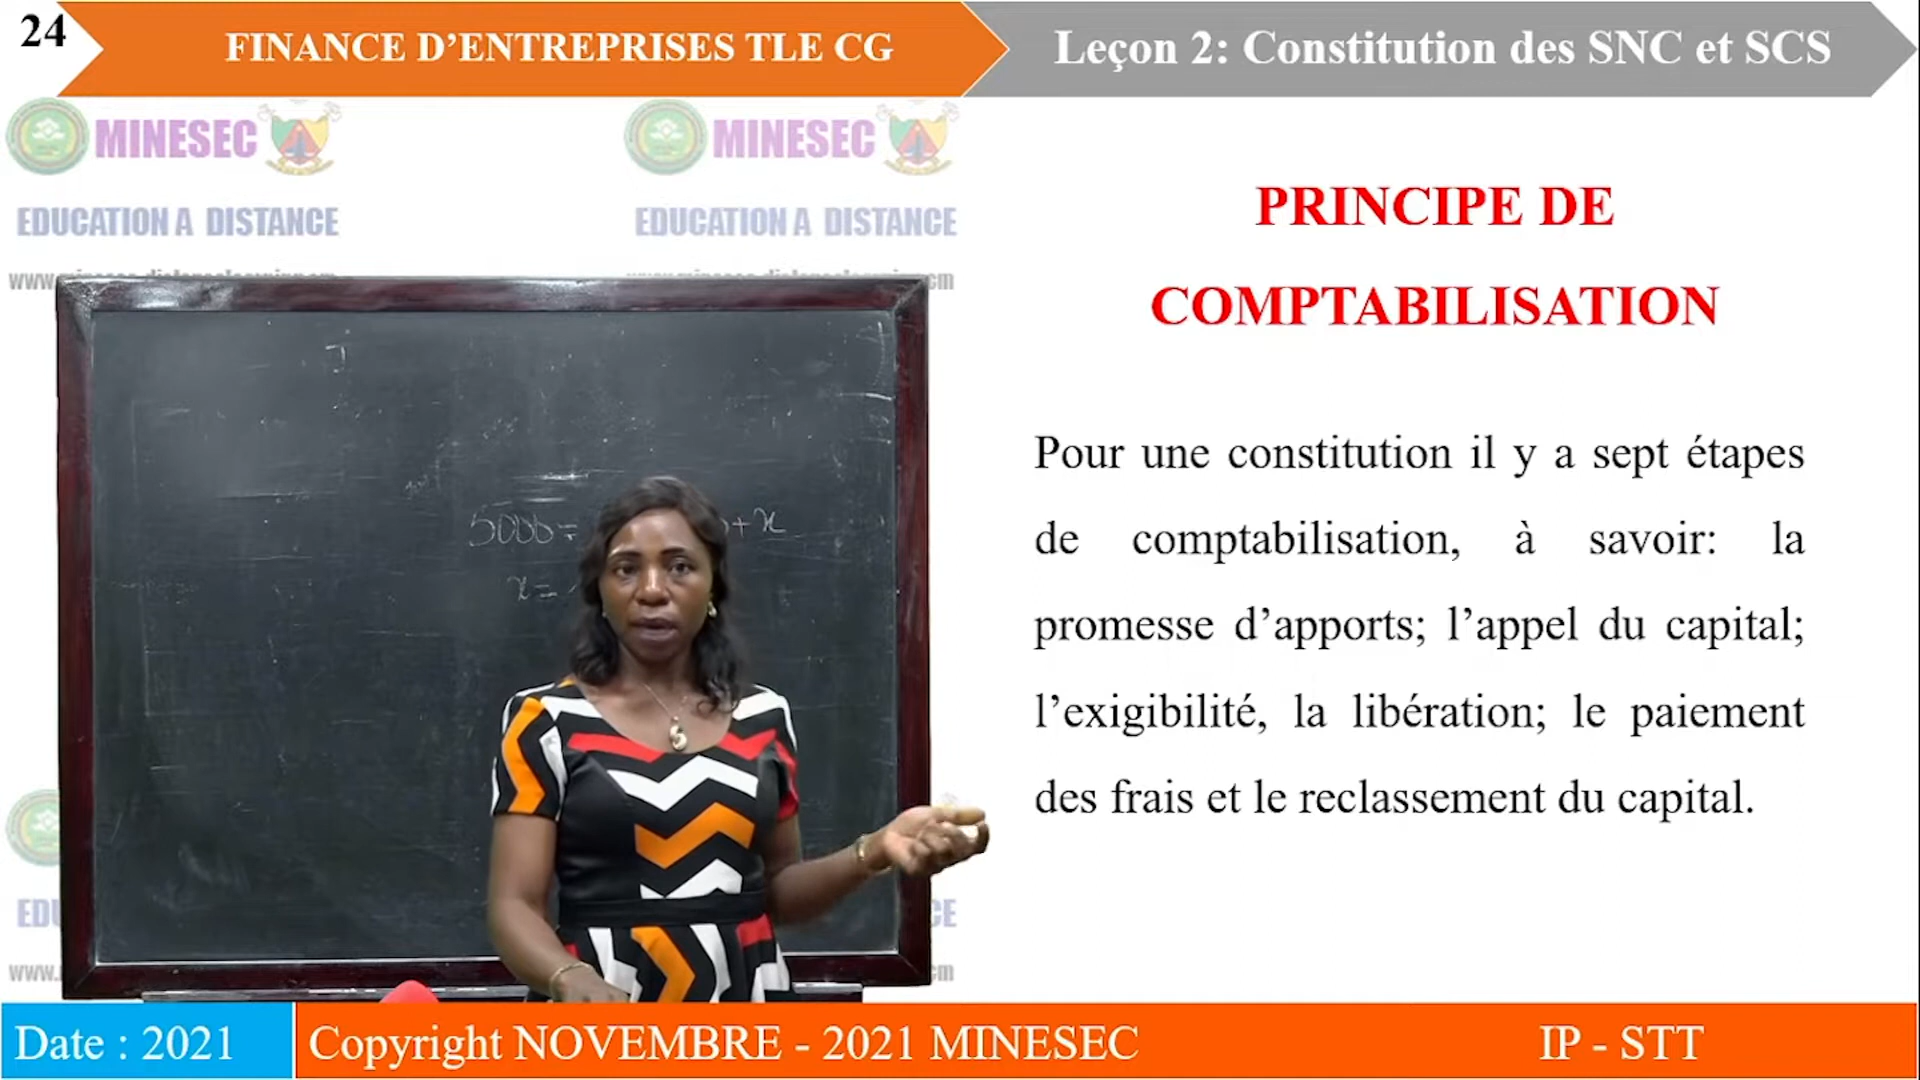 24
FINANCE D’ENTREPRISES TLE CG
Leçon 2: Constitution des SNC et SCS
MINESEC
MINESEC
EDUCATION A DISTANCE
EDUCATION A DISTANCE
PRINCIPE DE
COMPTABILISATION
5000=
+x
x=
Pour une constitution il y a sept étapes
de comptabilisation, à savoir: la
promesse d’apports; l’appel du capital;
l’exigibilité, la libération; le paiement
des frais et le reclassement du capital.
Date : 2021
Copyright NOVEMBRE - 2021 MINESEC
IP - STT